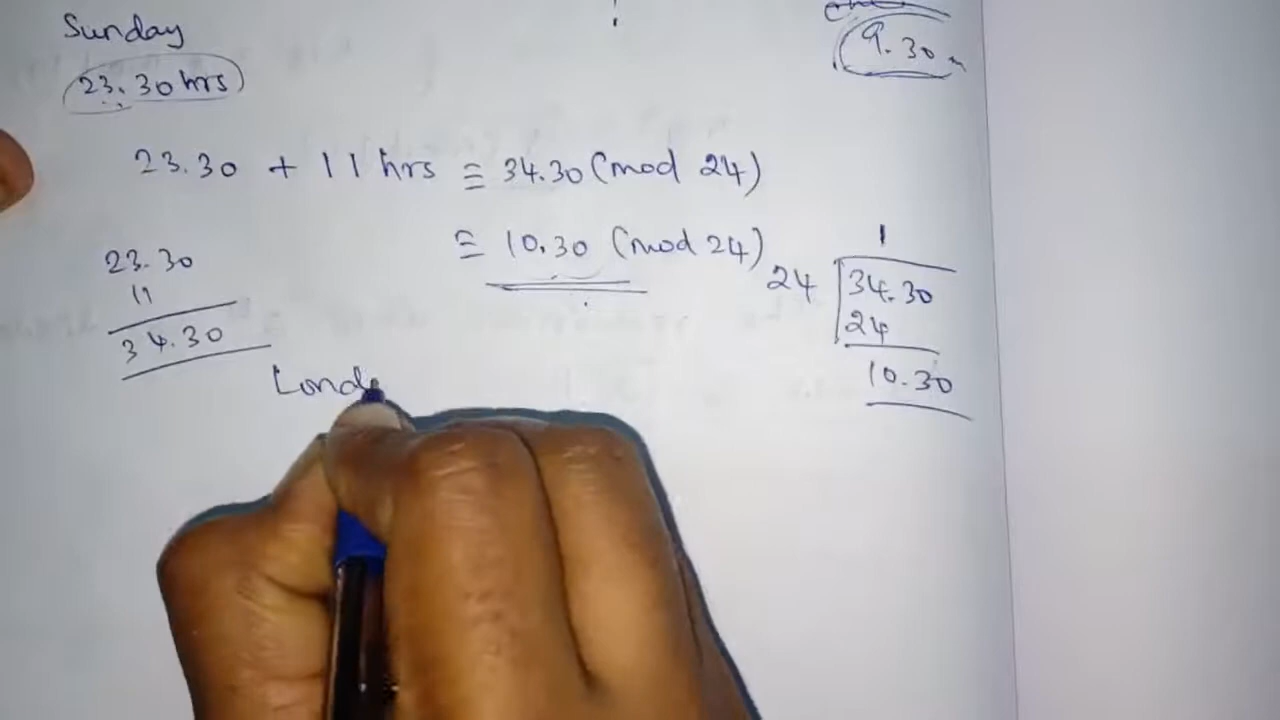 Sunday
9.30
23.30 hrs
23.30 + 11 hrs ≡ 34.30 (mod 24)
≡ 10.30 (mod 24)
23.30
11
34.30
1
24 34.30
24
10.30
Lond